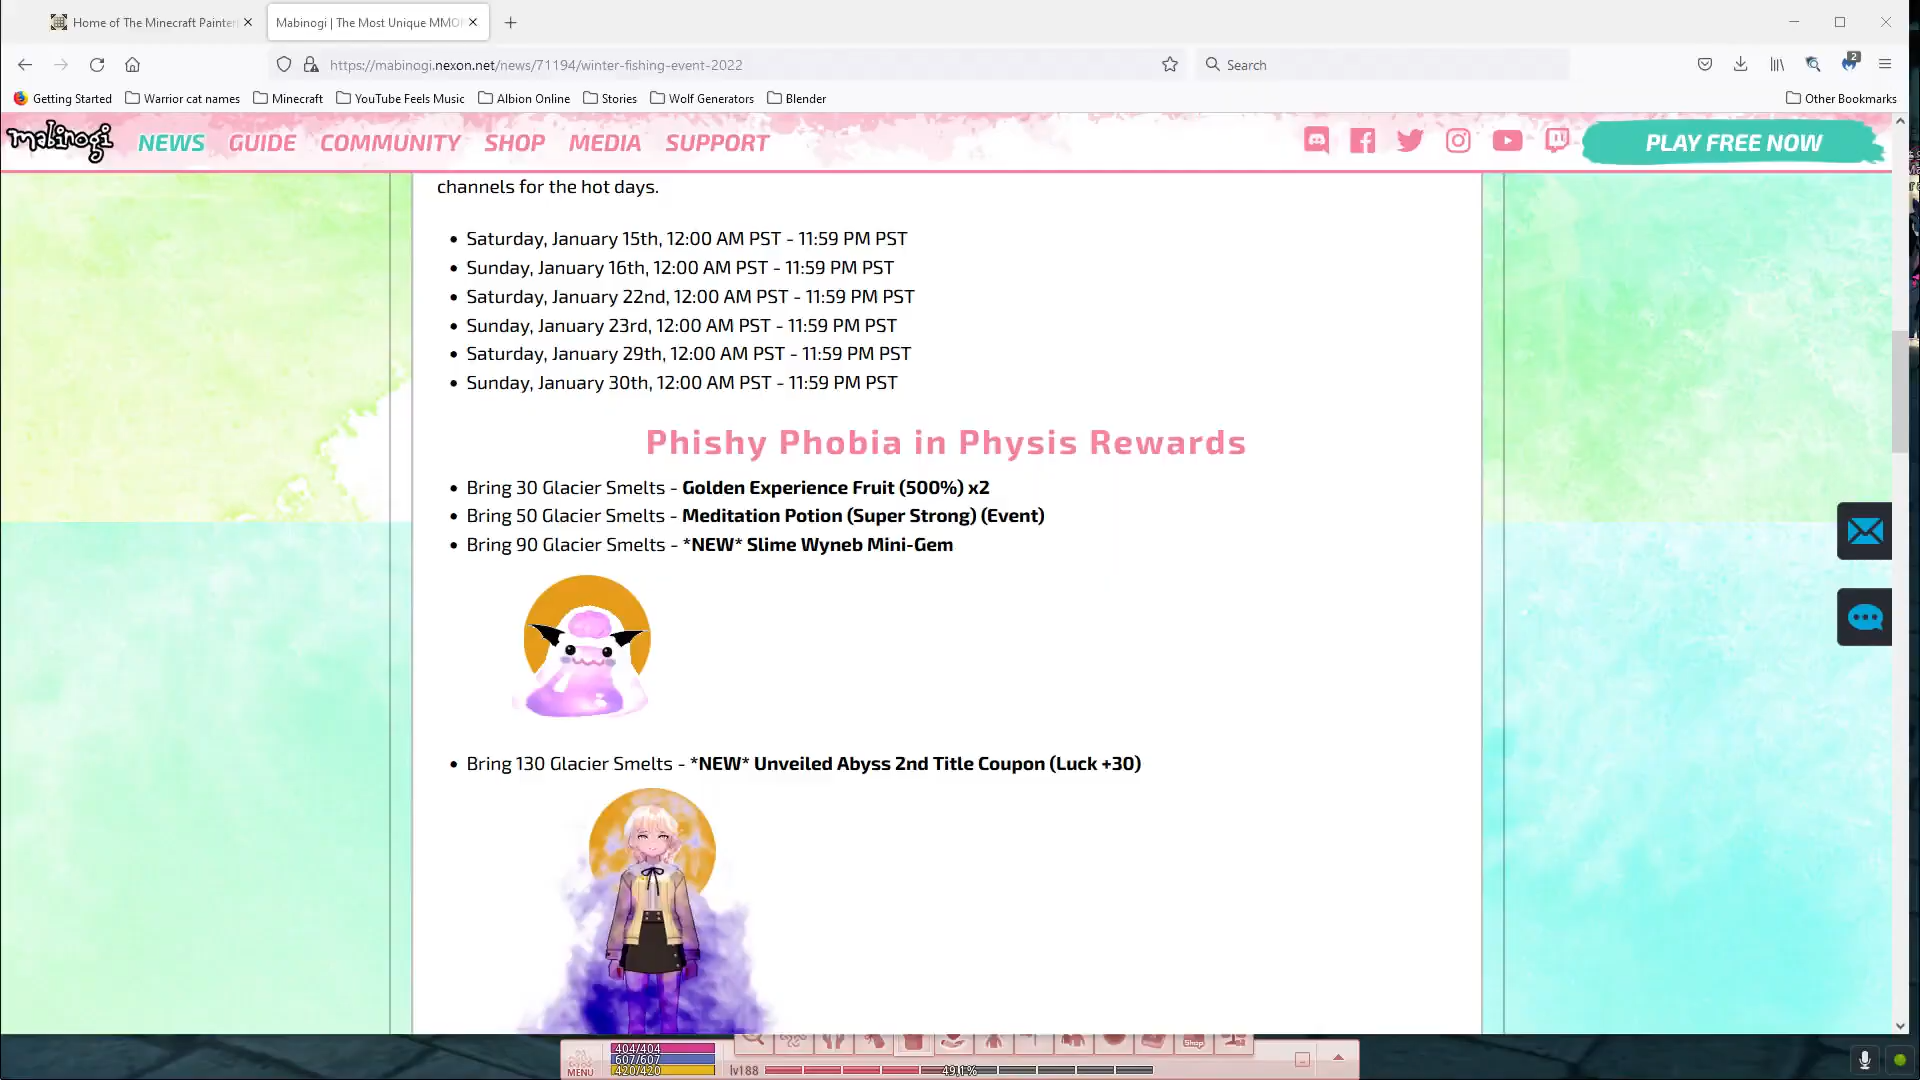 Home of The Minecraft Painter
Mabinogi | The Most Unique MMO
https://mabinogi.nexon.net/news/71194/winter-fishing-event-2022
Search
2
Getting Started
Warrior cat names
Minecraft
YouTube Feels Music
Albion Online
Stories
Wolf Generators
Blender
Other Bookmarks
mabinogi
NEWS
GUIDE
COMMUNITY
SHOP
MEDIA
SUPPORT
PLAY FREE NOW
channels for the hot days.
Saturday, January 15th, 12:00 AM PST - 11:59 PM PST
Sunday, January 16th, 12:00 AM PST - 11:59 PM PST
Saturday, January 22nd, 12:00 AM PST - 11:59 PM PST
Sunday, January 23rd, 12:00 AM PST - 11:59 PM PST
Saturday, January 29th, 12:00 AM PST - 11:59 PM PST
Sunday, January 30th, 12:00 AM PST - 11:59 PM PST
Phishy Phobia in Physis Rewards
Bring 30 Glacier Smelts - Golden Experience Fruit (500%) x2
Bring 50 Glacier Smelts - Meditation Potion (Super Strong) (Event)
Bring 90 Glacier Smelts - *NEW* Slime Wyneb Mini-Gem
Bring 130 Glacier Smelts - *NEW* Unveiled Abyss 2nd Title Coupon (Luck +30)
MENU
404/404
607/607
420/420
lv188
49.1%
Shop